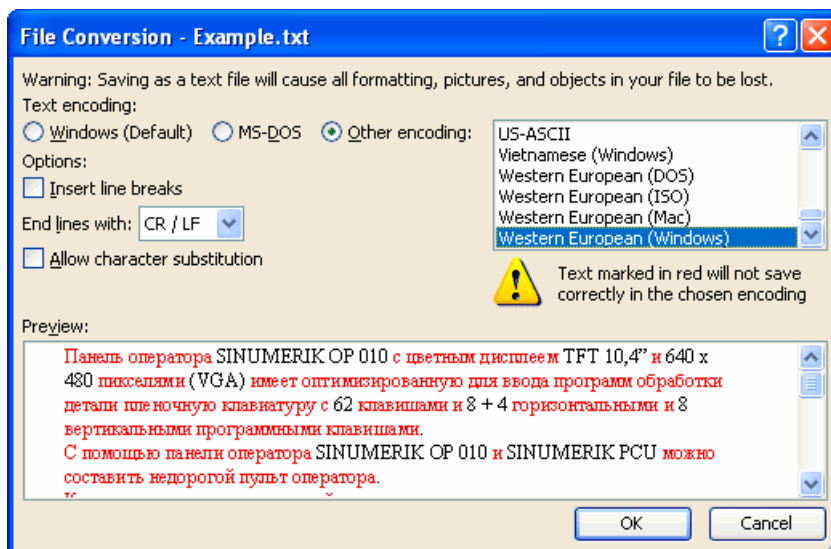 File Conversion - Example.txt
Warning: Saving as a text file will cause all formatting, pictures, and objects in your file to be lost.
Text encoding:
Windows (Default) MS-DOS Other encoding:
US-ASCII
Vietnamese (Windows)
Western European (DOS)
Western European (ISO)
Western European (Mac)
Western European (Windows)
Options:
Insert line breaks
End lines with: CR / LF
Allow character substitution
Text marked in red will not save
correctly in the chosen encoding
Preview:
Панель оператора SINUMERIK OP 010 с цветным дисплеем TFT 10,4” и 640 x
480 пикселями (VGA) имеет оптимизированную для ввода программ обработки
детали пленочную клавиатуру с 62 клавишами и 8 + 4 горизонтальными и 8
вертикальными программными клавишами.
С помощью панели оператора SINUMERIK OP 010 и SINUMERIK PCU можно
составить недорогой пульт оператора.
OK Cancel